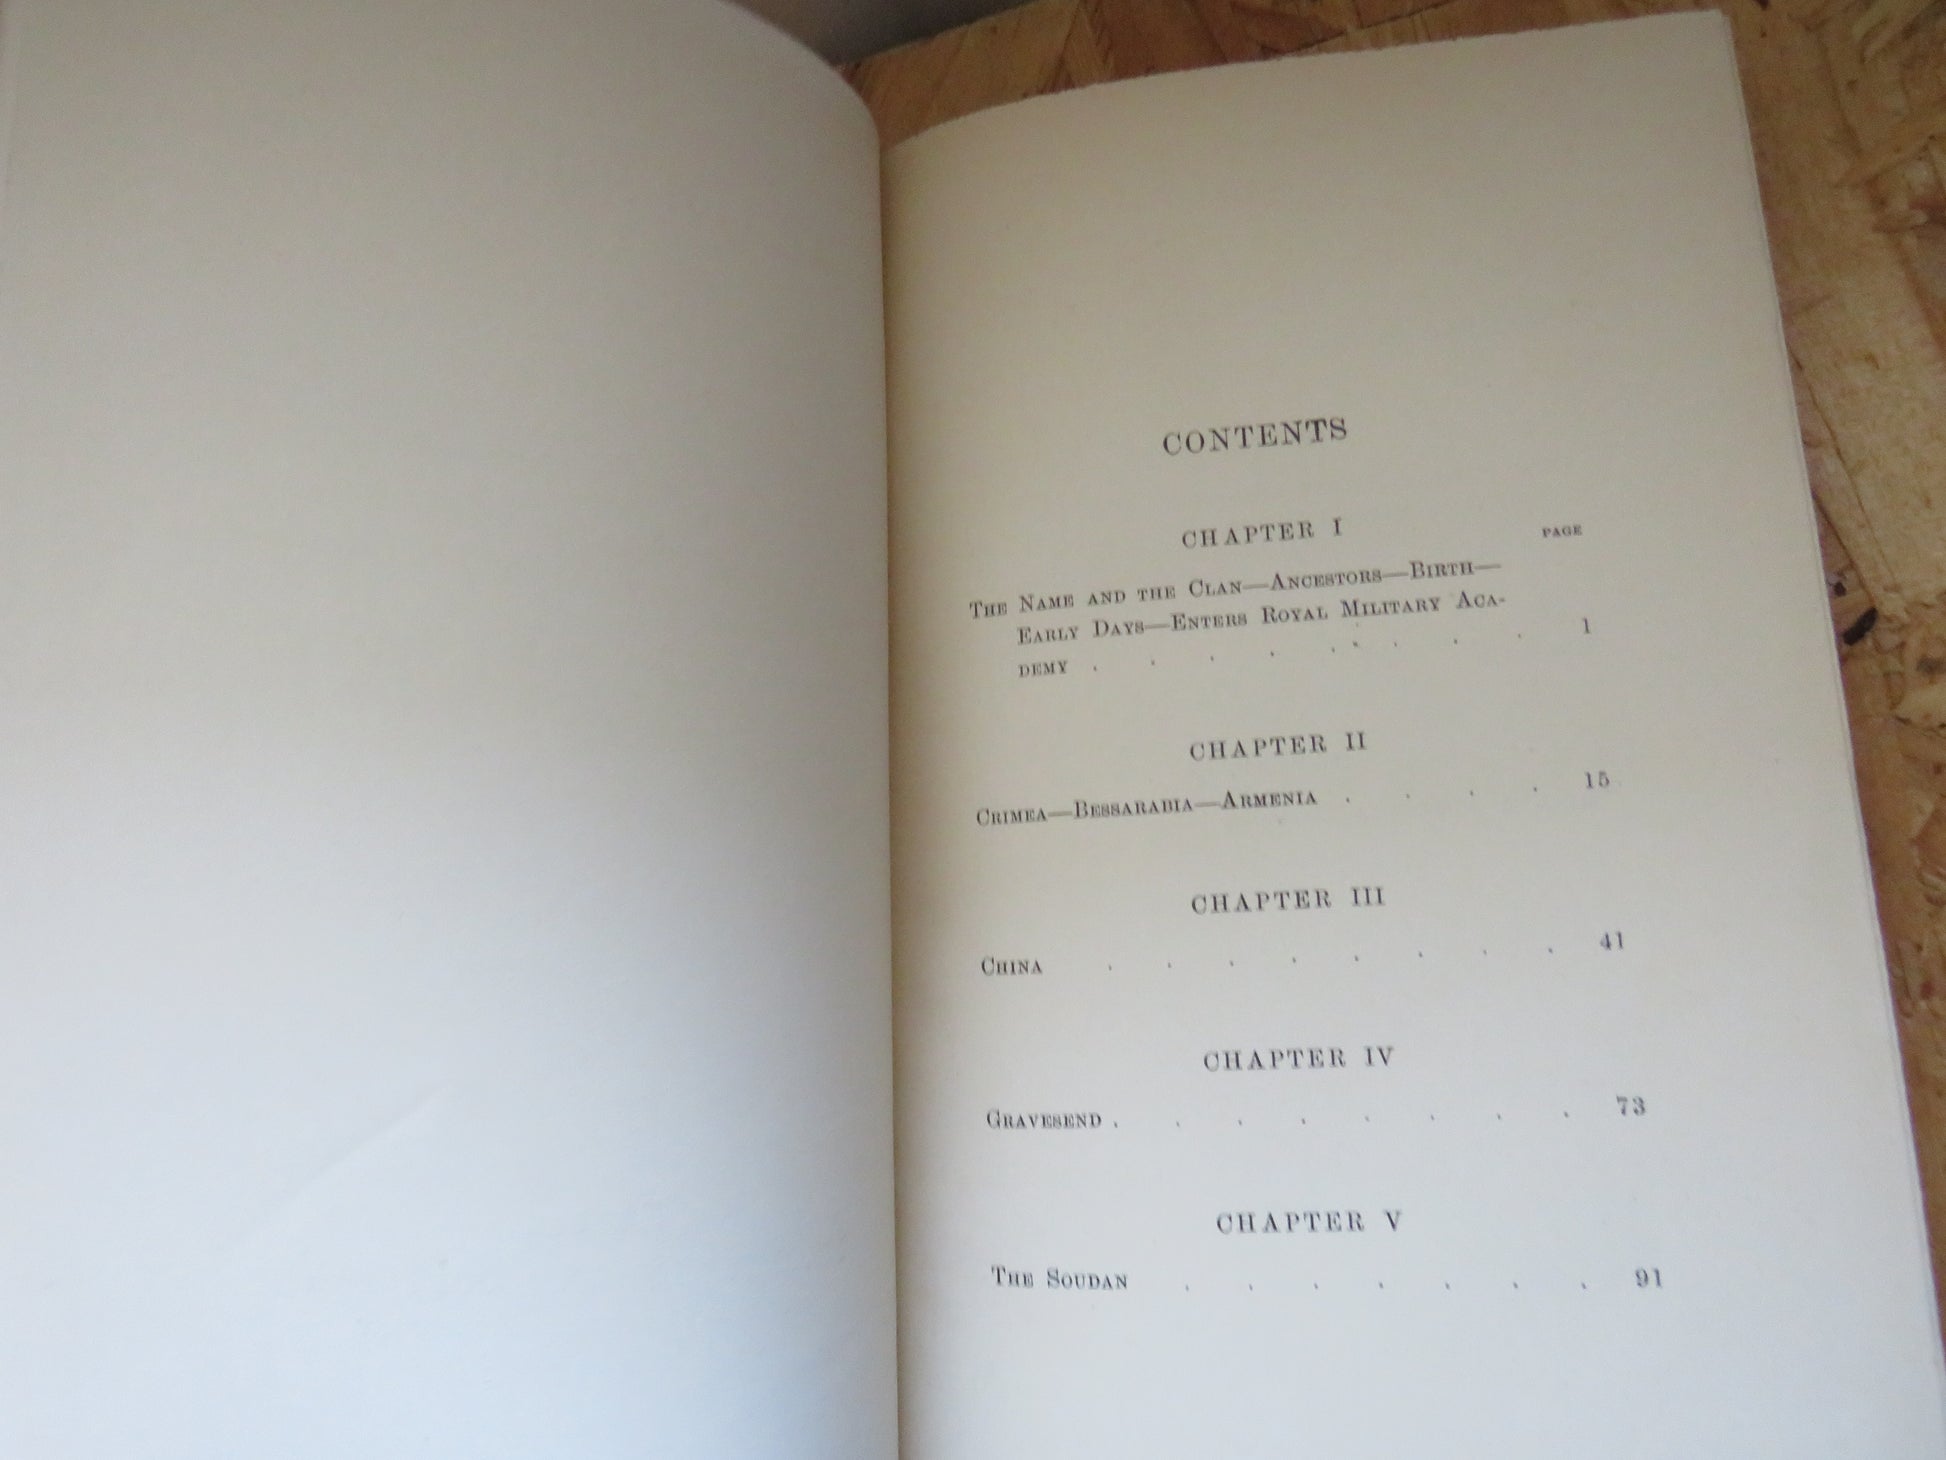 CONTENTS
CHAPTER I
PAGE
The Name and the Clan—Ancestors—Birth—
Early Days—Enters Royal Military Aca-
demy . . . . . . . . 1
CHAPTER II
Crimea—Bessarabia—Armenia . . . . 15
CHAPTER III
China . . . . . . . . 41
CHAPTER IV
Gravesend . . . . . . . . 73
CHAPTER V
The Soudan . . . . . . . 91